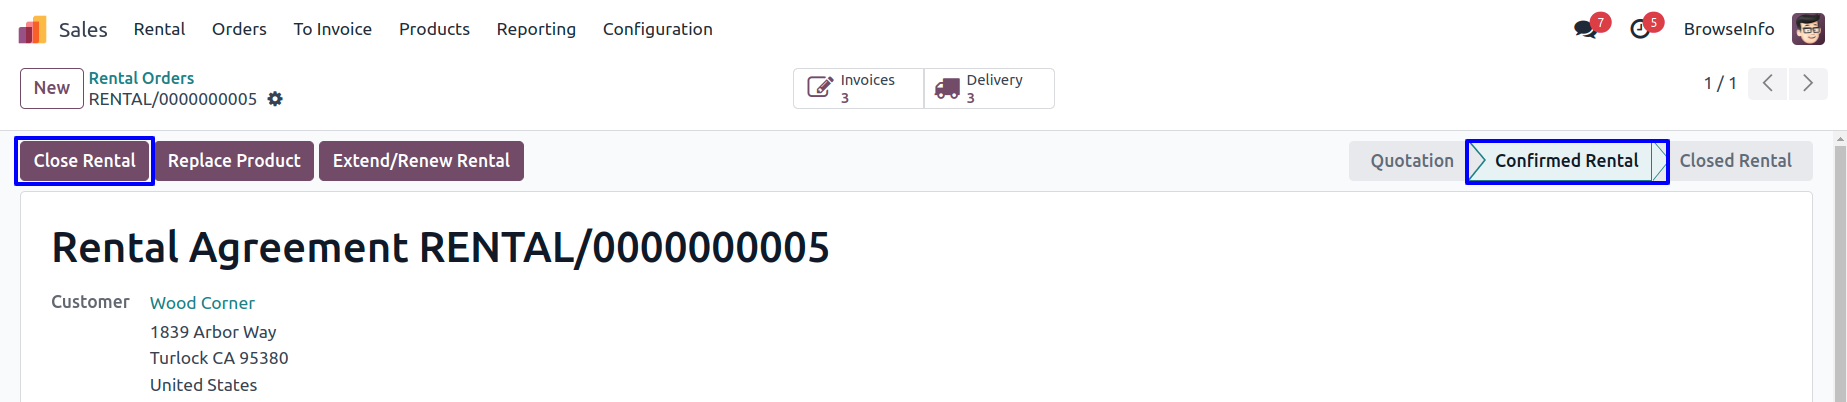 Sales Rental Orders To Invoice Products Reporting Configuration 7 5 BrowseInfo
New Rental Orders Invoices Delivery
RENTAL/0000000005 3 3 1 / 1
Close Rental Replace Product Extend/Renew Rental Quotation Confirmed Rental Closed Rental
Rental Agreement RENTAL/0000000005
Customer Wood Corner
1839 Arbor Way
Turlock CA 95380
United States